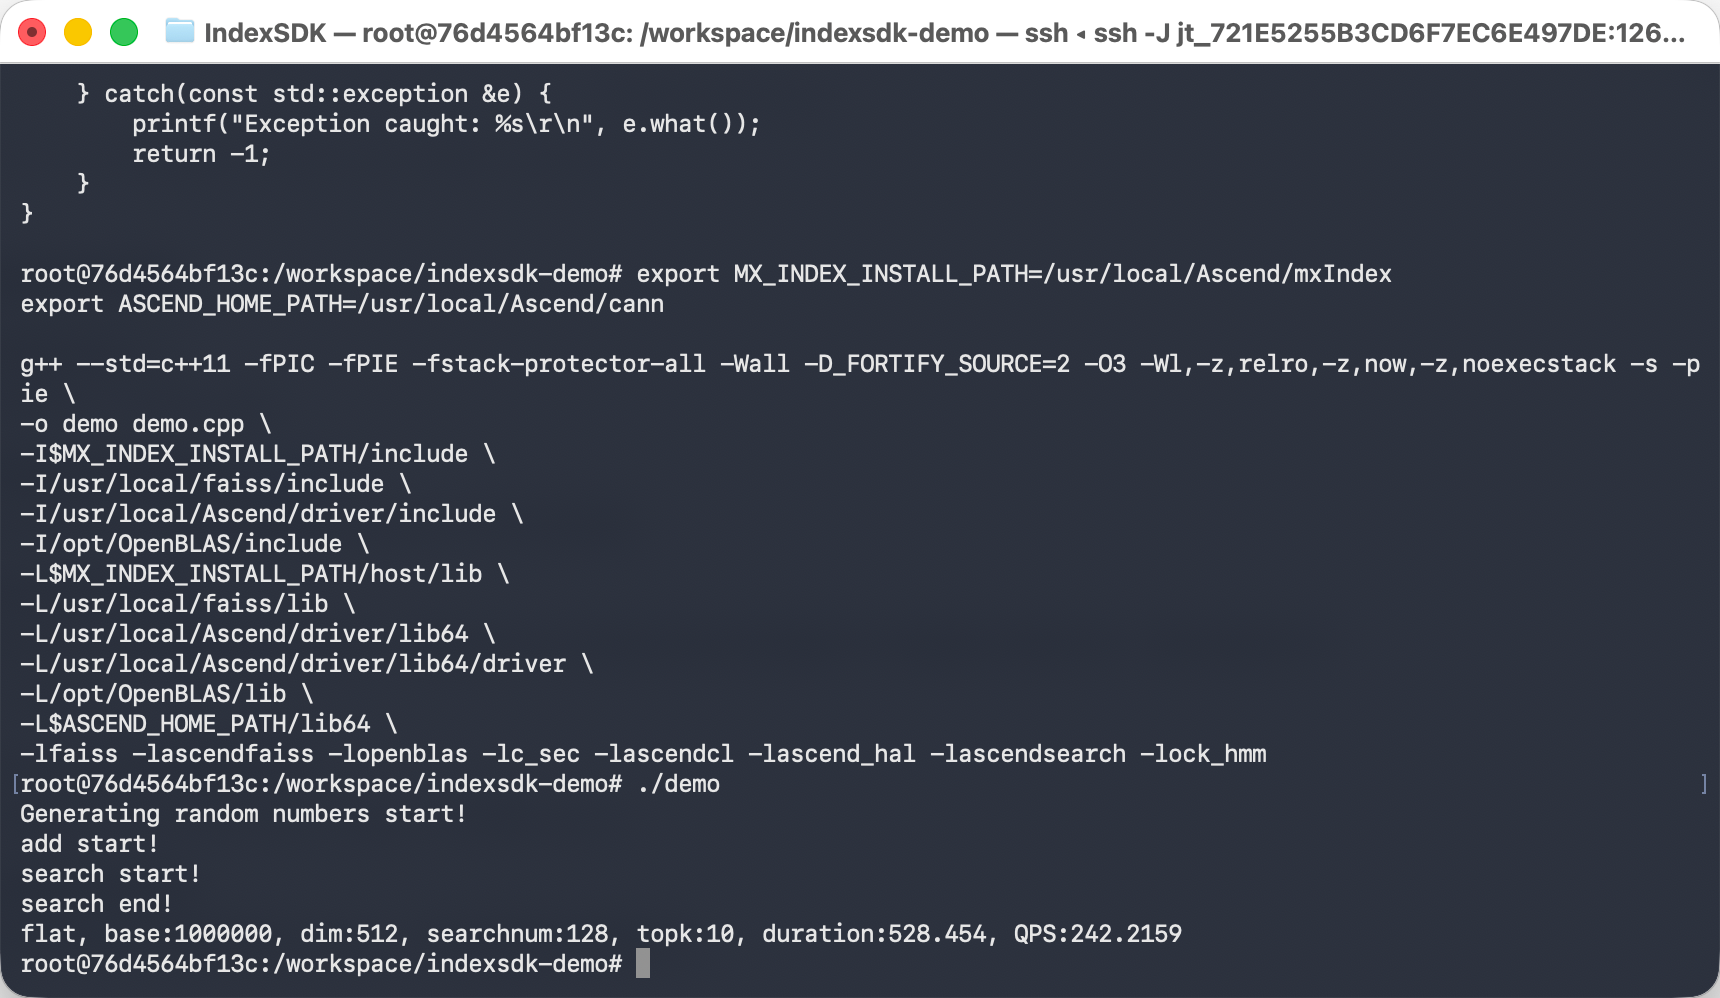 IndexSDK — root@76d4564bf13c: /workspace/indexsdk-demo — ssh ◂ ssh -J jt_721E5255B3CD6F7EC6E497DE:126...
    } catch(const std::exception &e) {
        printf("Exception caught: %s\r\n", e.what());
        return -1;
    }
}
root@76d4564bf13c:/workspace/indexsdk-demo# export MX_INDEX_INSTALL_PATH=/usr/local/Ascend/mxIndex
export ASCEND_HOME_PATH=/usr/local/Ascend/cann
g++ --std=c++11 -fPIC -fPIE -fstack-protector-all -Wall -D_FORTIFY_SOURCE=2 -O3 -Wl,-z,relro,-z,now,-z,noexecstack -s -p
ie \
-o demo demo.cpp \
-I$MX_INDEX_INSTALL_PATH/include \
-I/usr/local/faiss/include \
-I/usr/local/Ascend/driver/include \
-I/opt/OpenBLAS/include \
-L$MX_INDEX_INSTALL_PATH/host/lib \
-L/usr/local/faiss/lib \
-L/usr/local/Ascend/driver/lib64 \
-L/usr/local/Ascend/driver/lib64/driver \
-L/opt/OpenBLAS/lib \
-L$ASCEND_HOME_PATH/lib64 \
-lfaiss -lascendfaiss -lopenblas -lc_sec -lascendcl -lascend_hal -lascendsearch -lock_hmm
[root@76d4564bf13c:/workspace/indexsdk-demo# ./demo ]
Generating random numbers start!
add start!
search start!
search end!
flat, base:1000000, dim:512, searchnum:128, topk:10, duration:528.454, QPS:242.2159
root@76d4564bf13c:/workspace/indexsdk-demo#